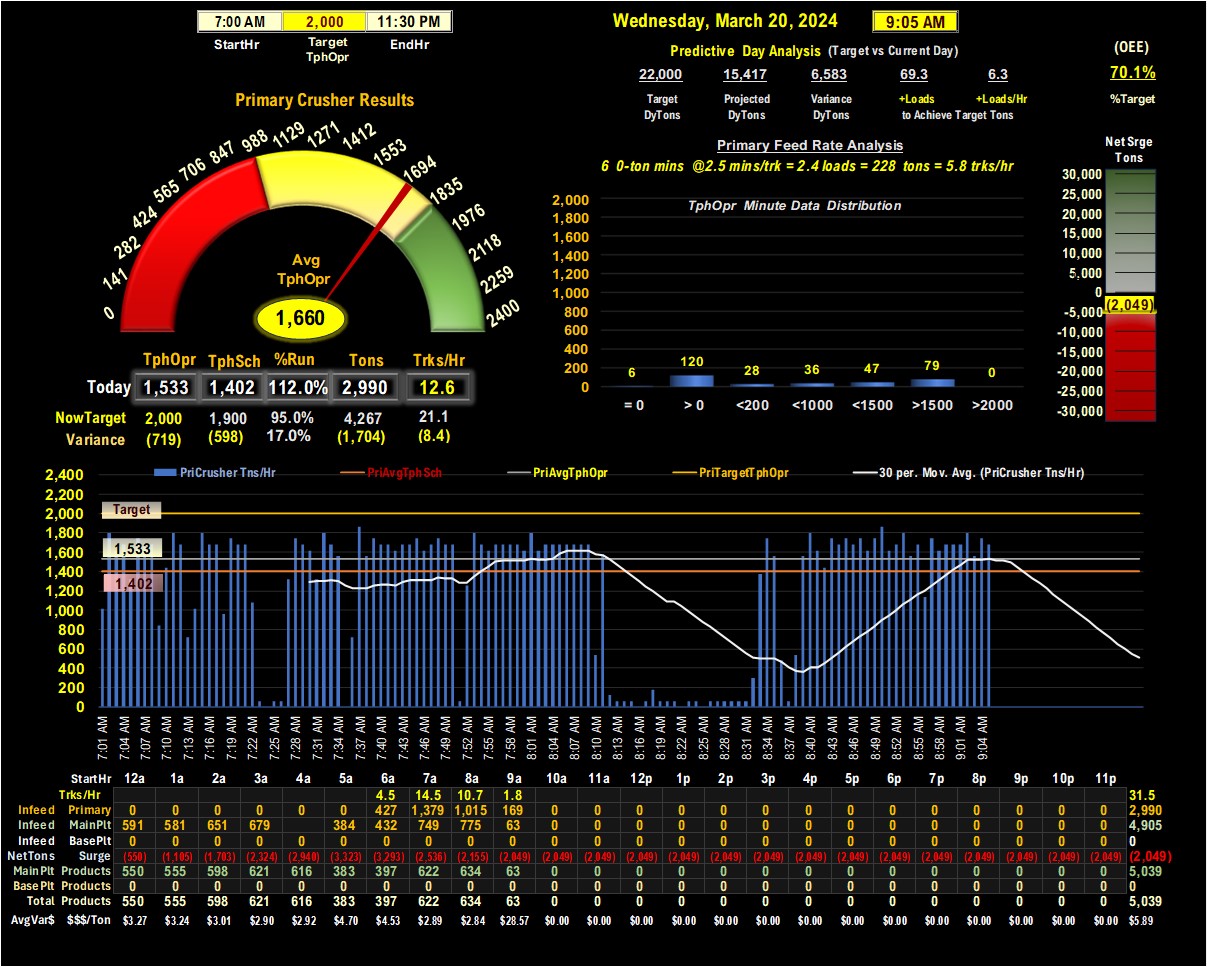 7:00 AM 2,000 11:30 PM
StartHr Target TphOpr EndHr
Wednesday, March 20, 2024 9:05 AM
Predictive Day Analysis (Target vs Current Day)
22,000 15,417 6,583 69.3 6.3
Target Projected Variance +Loads +Loads/Hr
DyTons DyTons DyTons to Achieve Target Tons
(OEE)
70.1%
%Target
Primary Crusher Results
0 141 282 424 565 706 847 988 1129 1271 1412 1553 1694 1835 1976 2118 2259 2400
Avg
TphOpr
1,660
TphOpr TphSch %Run Tons Trks/Hr
Today 1,533 1,402 112.0% 2,990 12.6
NowTarget 2,000 1,900 95.0% 4,267 21.1
Variance (719) (598) 17.0% (1,704) (8.4)
Primary Feed Rate Analysis
6 0-ton mins @2.5 mins/trk = 2.4 loads = 228 tons = 5.8 trks/hr
TphOpr Minute Data Distribution
2,000
1,800
1,600
1,400
1,200
1,000
800
600
400
200
0
6 120 28 36 47 79 0
= 0 > 0 <200 <1000 <1500 >1500 >2000
Net Srge
Tons
30,000
25,000
20,000
15,000
10,000
5,000
0
(2,049)
-5,000
-10,000
-15,000
-20,000
-25,000
-30,000
PriCrusher Tns/Hr PriAvgTphSch PriAvgTphOpr PriTargetTphOpr 30 per. Mov. Avg. (PriCrusher Tns/Hr)
2,400
2,200
2,000
1,800
1,600
1,400
1,200
1,000
800
600
400
200
0
Target
1,533
1,402
7:01 AM 7:04 AM 7:07 AM 7:10 AM 7:13 AM 7:16 AM 7:19 AM 7:22 AM 7:25 AM 7:28 AM 7:31 AM 7:34 AM 7:37 AM 7:40 AM 7:43 AM 7:46 AM 7:49 AM 7:52 AM 7:55 AM 7:58 AM 8:01 AM 8:04 AM 8:07 AM 8:10 AM 8:13 AM 8:16 AM 8:19 AM 8:22 AM 8:25 AM 8:28 AM 8:31 AM 8:34 AM 8:37 AM 8:40 AM 8:43 AM 8:46 AM 8:49 AM 8:52 AM 8:55 AM 8:58 AM 9:01 AM 9:04 AM
StartHr 12a 1a 2a 3a 4a 5a 6a 7a 8a 9a 10a 11a 12p 1p 2p 3p 4p 5p 6p 7p 8p 9p 10p 11p
Trks/Hr 4.5 14.5 10.7 1.8 31.5
Infeed Primary 0 0 0 0 0 0 427 1,379 1,015 169 0 0 0 0 0 0 0 0 0 0 0 0 0 0 2,990
Infeed MainPlt 591 581 651 679 384 432 749 775 63 0 0 0 0 0 0 0 0 0 0 0 0 0 0 4,905
Infeed BasePlt 0 0 0 0 0 0 0 0 0 0 0 0 0 0 0 0 0 0 0 0 0 0 0 0 0
NetTons Surge (550) (1,105) (1,703) (2,324) (2,940) (3,323) (3,293) (2,536) (2,155) (2,049) (2,049) (2,049) (2,049) (2,049) (2,049) (2,049) (2,049) (2,049) (2,049) (2,049) (2,049) (2,049) (2,049) (2,049) (2,049)
MainPlt Products 550 555 598 621 616 383 397 622 634 63 0 0 0 0 0 0 0 0 0 0 0 0 0 0 5,039
BasePlt Products 0 0 0 0 0 0 0 0 0 0 0 0 0 0 0 0 0 0 0 0 0 0 0 0 0
Total Products 550 555 598 621 616 383 397 622 634 63 0 0 0 0 0 0 0 0 0 0 0 0 0 0 5,039
AvgVar$ $$$/Ton $3.27 $3.24 $3.01 $2.90 $2.92 $4.70 $4.53 $2.89 $2.84 $28.57 $0.00 $0.00 $0.00 $0.00 $0.00 $0.00 $0.00 $0.00 $0.00 $0.00 $0.00 $0.00 $0.00 $0.00 $5.89